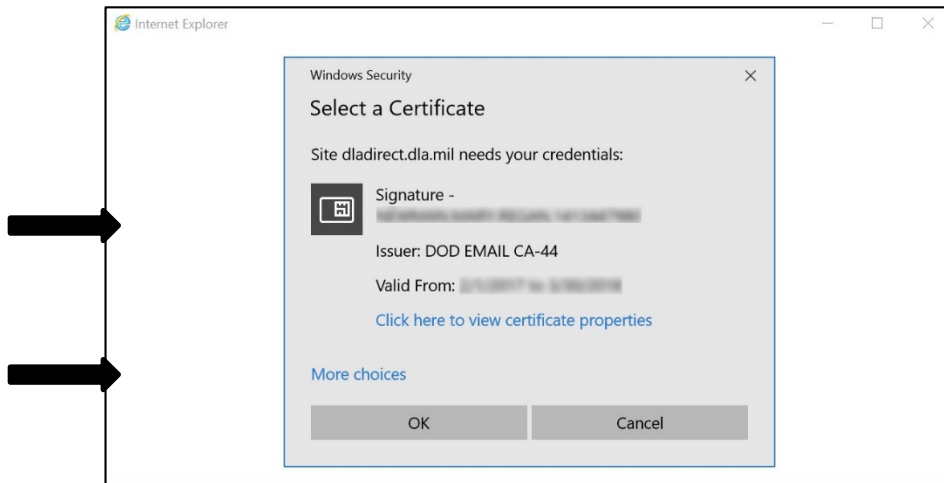 Internet Explorer
Windows Security
Select a Certificate
Site dladirect.dla.mil needs your credentials:
Signature -
Issuer: DOD EMAIL CA-44
Valid From:
Click here to view certificate properties
More choices
OK
Cancel